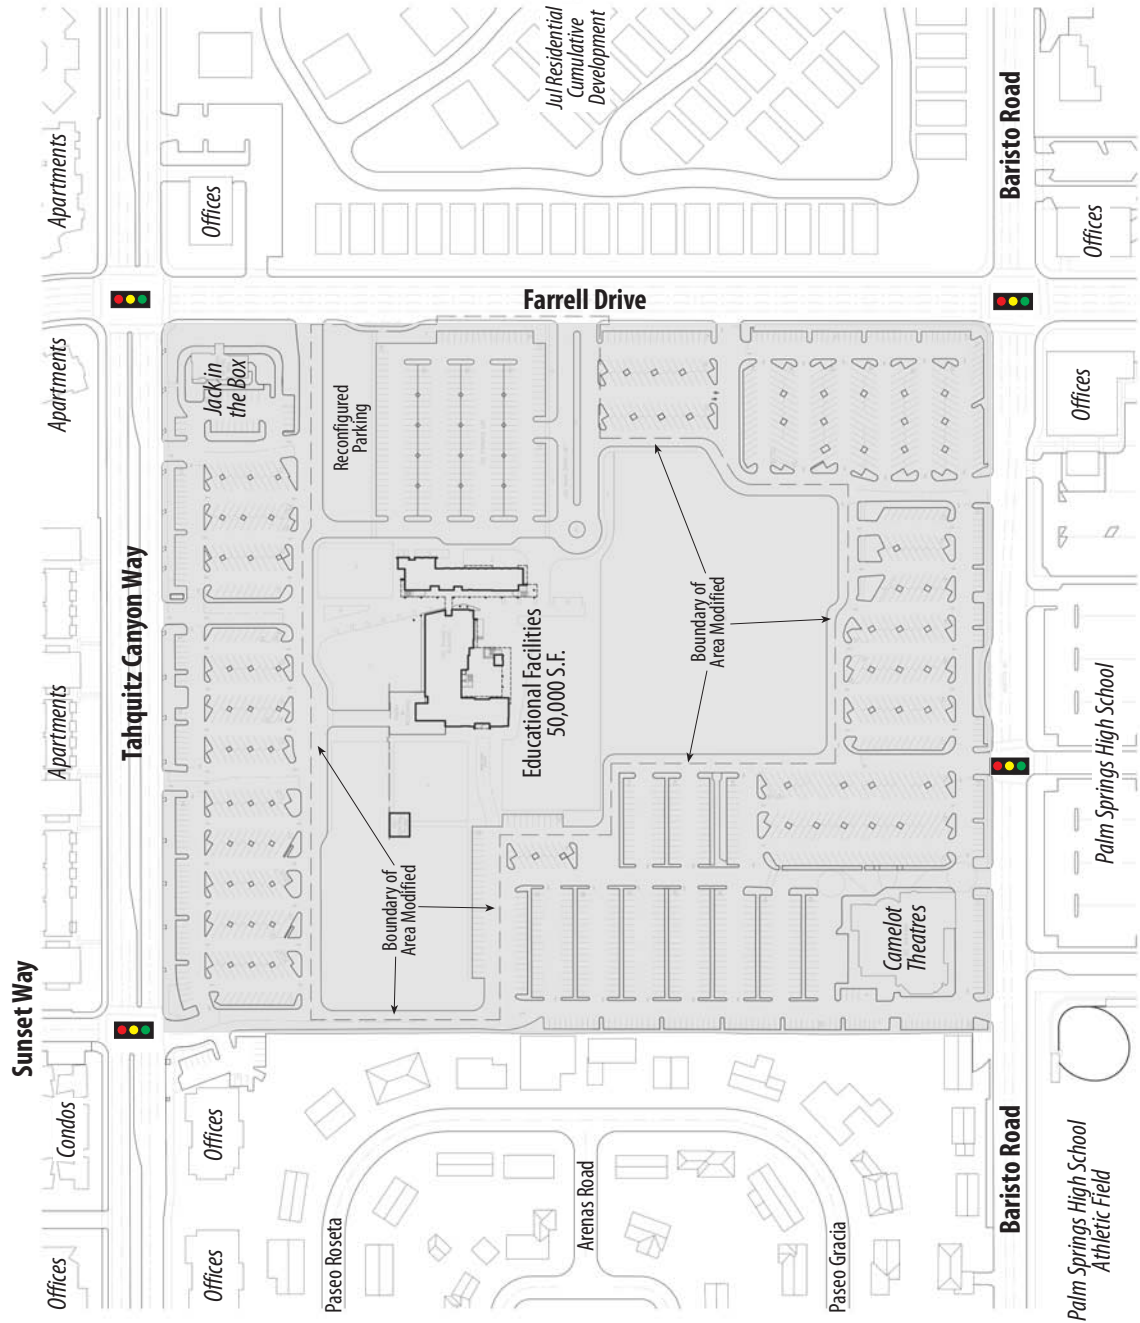 Sunset Way
Offices
Condos
Apartments
Apartments
Apartments
Tahquitz Canyon Way
Offices
Offices
Jack in
the Box
Offices
Paseo Roseta
Reconfigured
Parking
Boundary of
Area Modified
Educational Facilities
50,000 S.F.
Farrell Drive
Jul Residential
Cumulative
Development
Arenas Road
Boundary of
Area Modified
Paseo Gracia
Camelot
Theatres
Baristo Road
Baristo Road
Palm Springs High School
Athletic Field
Palm Springs High School
Offices
Offices